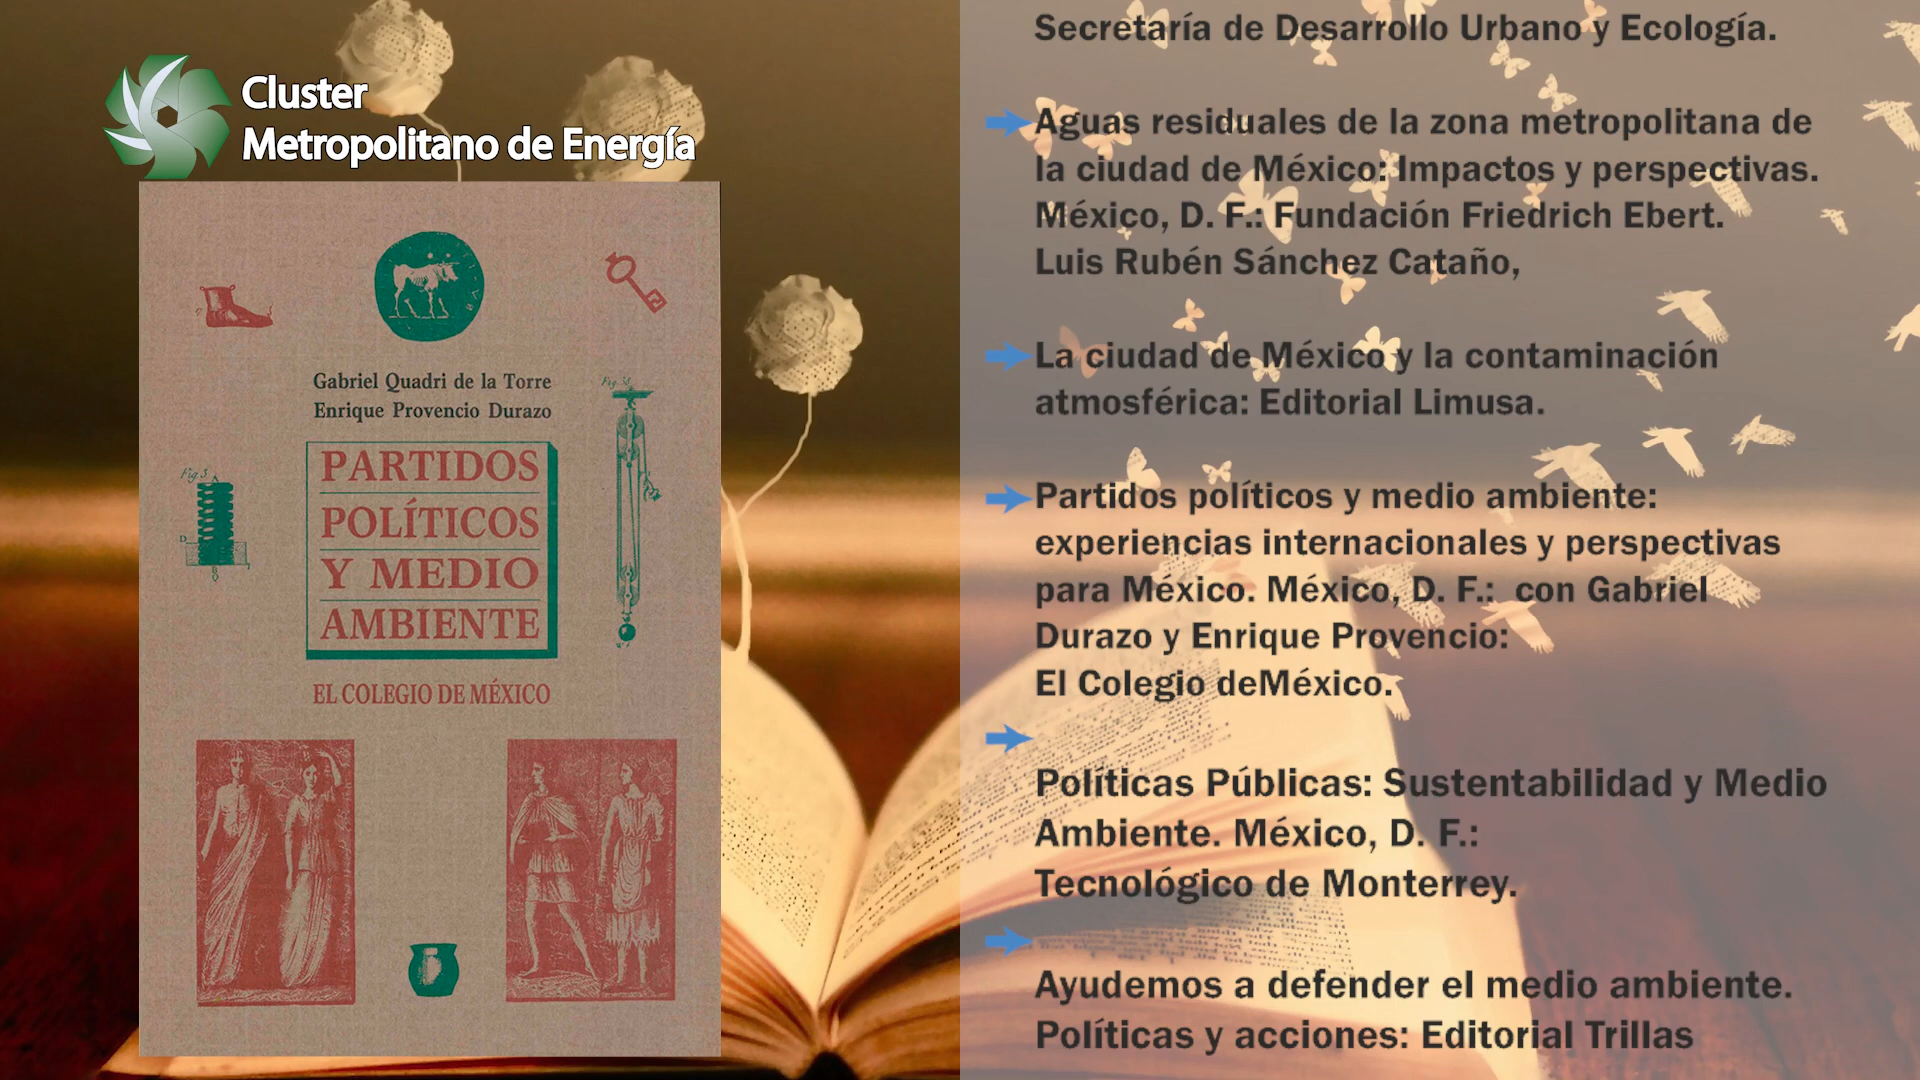 Cluster
Metropolitano de Energía
Gabriel Quadri de la Torre
Enrique Provencio Durazo
PARTIDOS
POLÍTICOS
Y MEDIO
AMBIENTE
EL COLEGIO DE MÉXICO
Fig 3
Secretaría de Desarrollo Urbano y Ecología.
Aguas residuales de la zona metropolitana de
la ciudad de México: Impactos y perspectivas.
México, D. F.: Fundación Friedrich Ebert.
Luis Rubén Sánchez Cataño,
La ciudad de México y la contaminación
atmosférica: Editorial Limusa.
Partidos políticos y medio ambiente:
experiencias internacionales y perspectivas
para México. México, D. F.: con Gabriel
Durazo y Enrique Provencio:
El Colegio deMéxico.
Políticas Públicas: Sustentabilidad y Medio
Ambiente. México, D. F.:
Tecnológico de Monterrey.
Ayudemos a defender el medio ambiente.
Políticas y acciones: Editorial Trillas